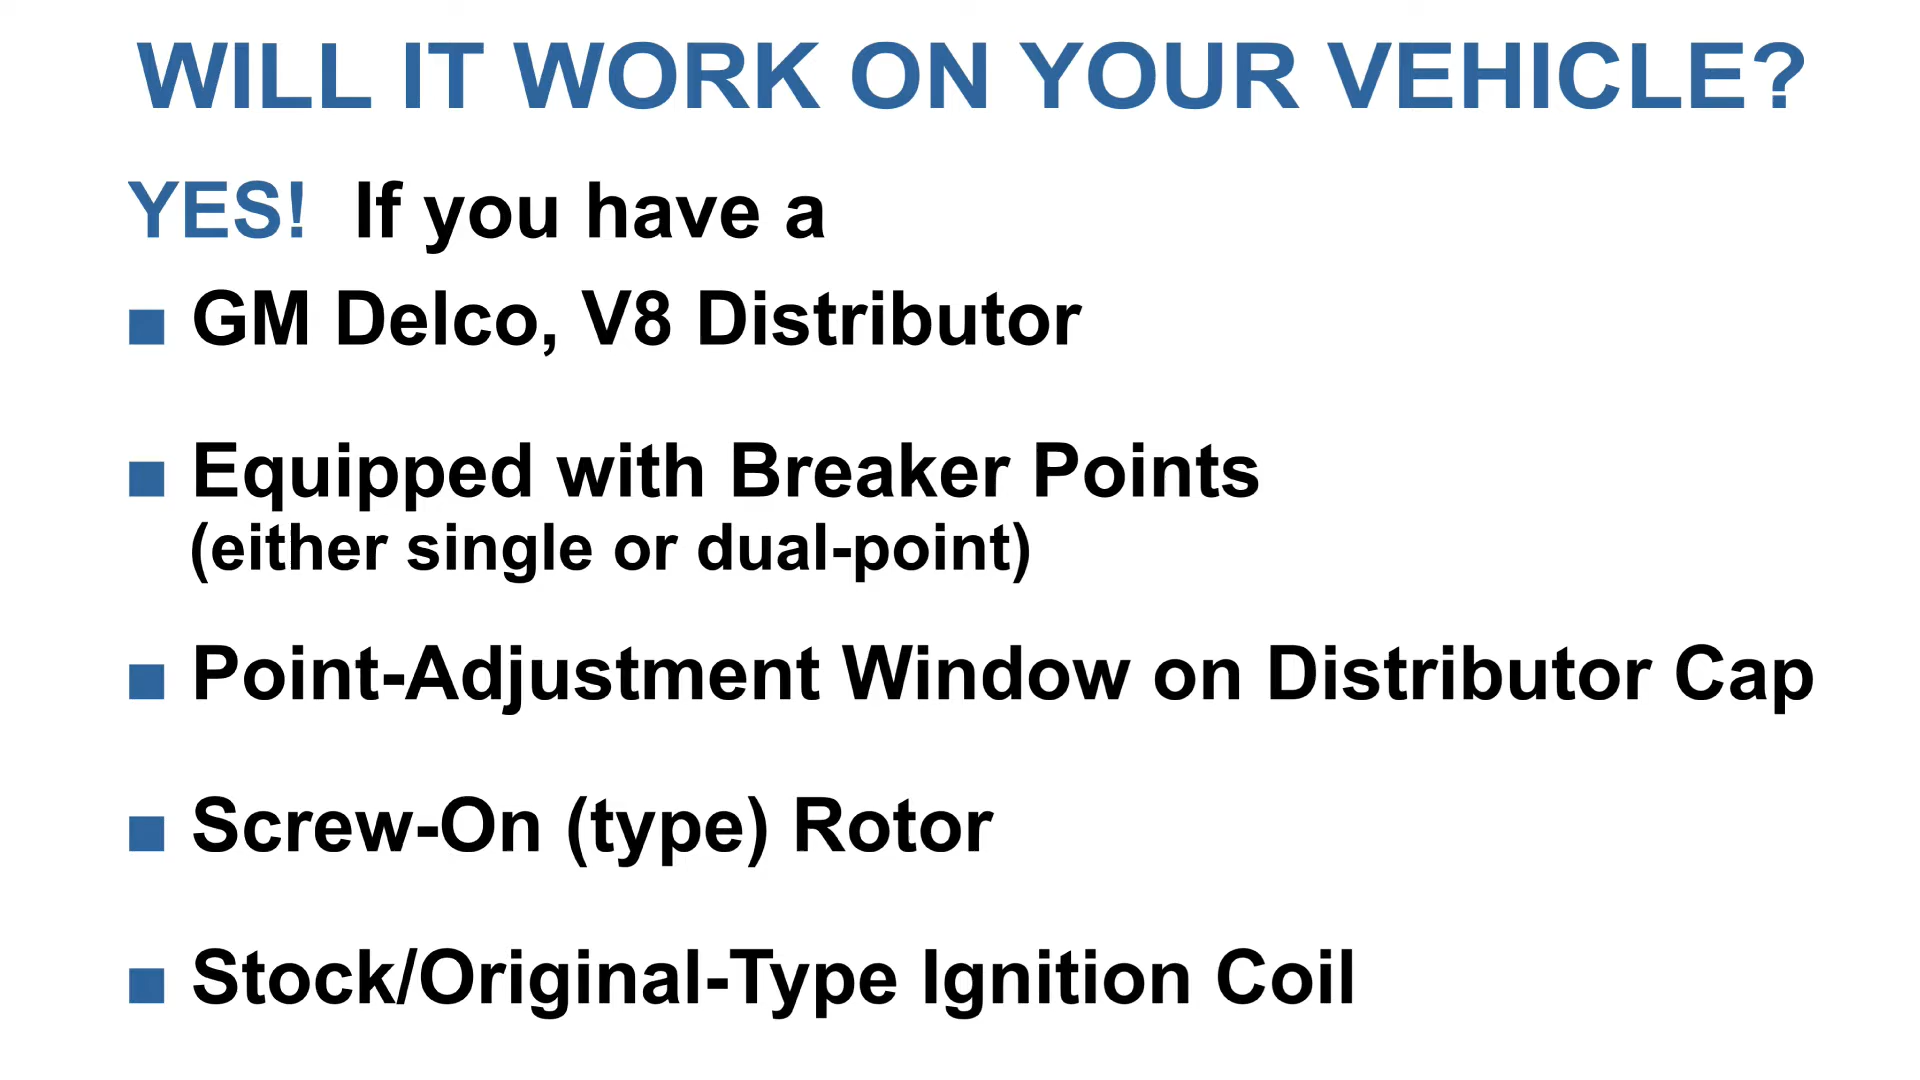 WILL IT WORK ON YOUR VEHICLE?
YES! If you have a
■ GM Delco, V8 Distributor
■ Equipped with Breaker Points
(either single or dual-point)
■ Point-Adjustment Window on Distributor Cap
■ Screw-On (type) Rotor
■ Stock/Original-Type Ignition Coil